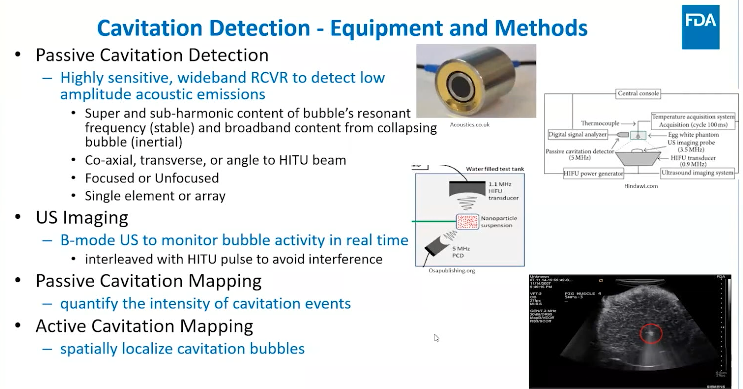 Cavitation Detection - Equipment and Methods
FDA
• Passive Cavitation Detection
– Highly sensitive, wideband RCVR to detect low
amplitude acoustic emissions
• Super and sub-harmonic content of bubble's resonant
frequency (stable) and broadband content from collapsing
bubble (inertial)
• Co-axial, transverse, or angle to HITU beam
• Focused or Unfocused
• Single element or array
• US Imaging
– B-mode US to monitor bubble activity in real time
• interleaved with HITU pulse to avoid interference
• Passive Cavitation Mapping
– quantify the intensity of cavitation events
• Active Cavitation Mapping
– spatially localize cavitation bubbles
Acoustics.co.uk
Central console
Thermocouple
Temperature acquisition system
Acquisition (cycle 100 ms)
Digital signal analyzer
Egg white phantom
US imaging probe
(3.5 MHz)
Passive cavitation detector
(5 MHz)
HIFU transducer
(0.9 MHz)
HIFU power generator
Ultrasound imaging system
Hindawi.com
Water filled test tank
1.1 MHz
HIFU
transducer
Nanoparticle
suspension
5 MHz
PCD
Osapublishing.org
Unknown
PIG MUSCLE
FDA
SIEMENS